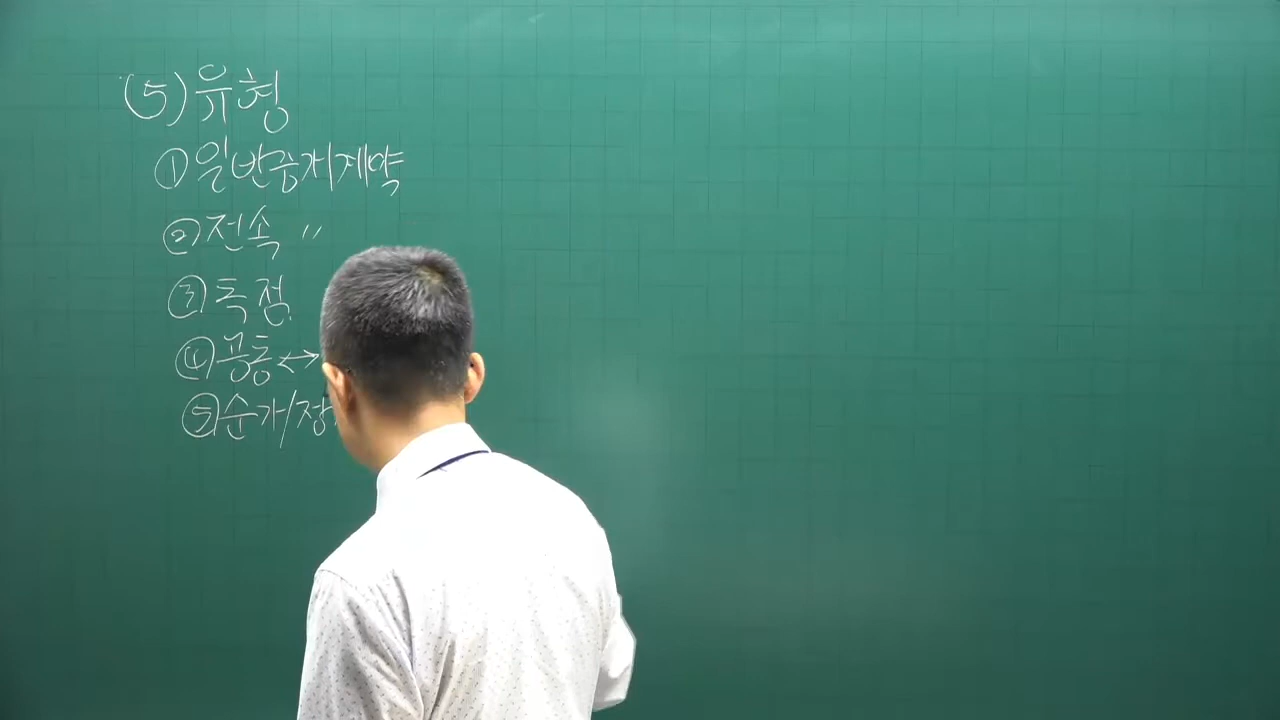 (5) 유형
① 일반중개계약
② 전속 〃
③ 독점
④ 공동 ↔
⑤ 순가/정